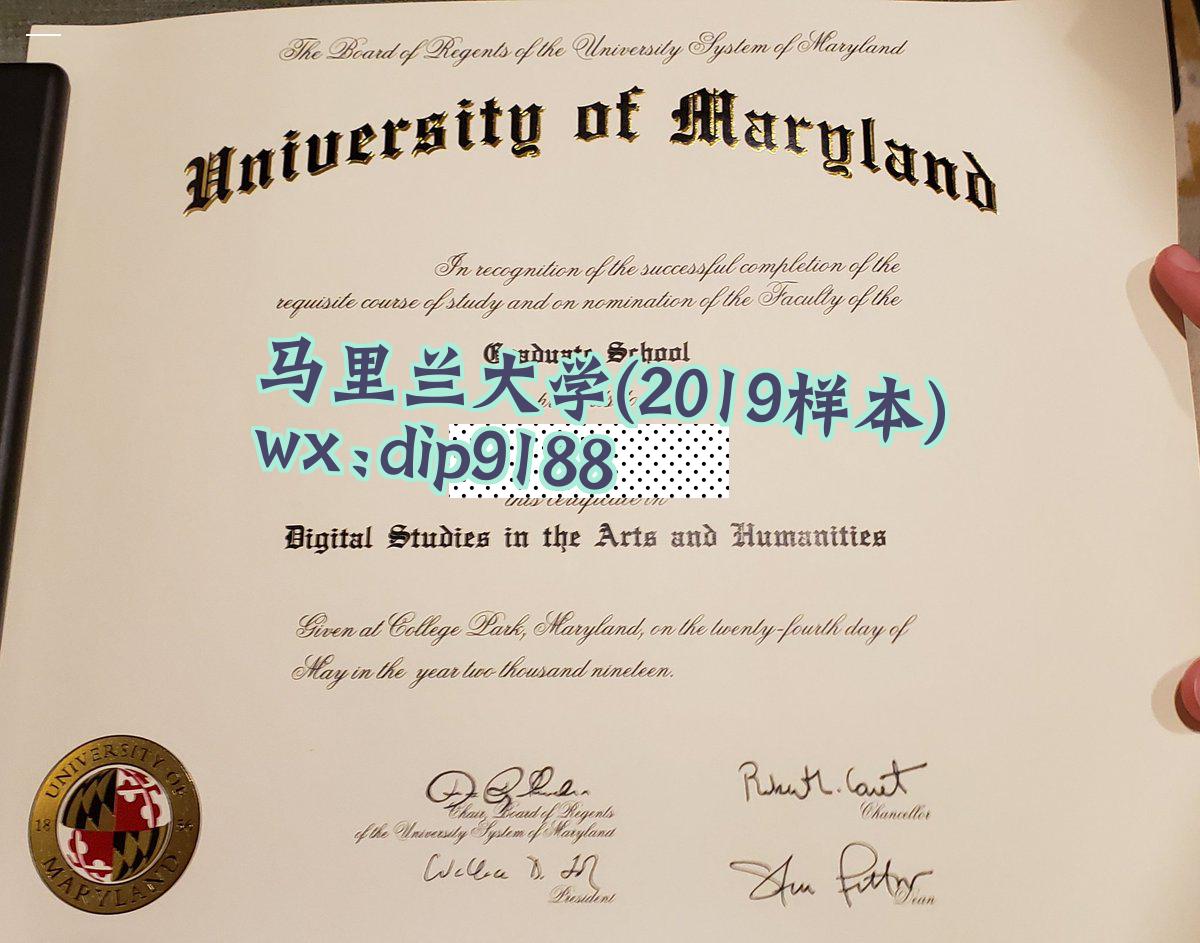 The Board of Regents of the University System of Maryland
University of Maryland
In recognition of the successful completion of the
requisite course of study and on nomination of the Faculty of the
Graduate School
马里兰大学(2019样本)
wx:dip9188
this certificate in
Digital Studies in the Arts and Humanities
Given at College Park, Maryland, on the twenty-fourth day of
May in the year two thousand nineteen.
UNIVERSITY OF
18 56
MARYLAND
Chair, Board of Regents
of the University System of Maryland
Chancellor
President
Dean